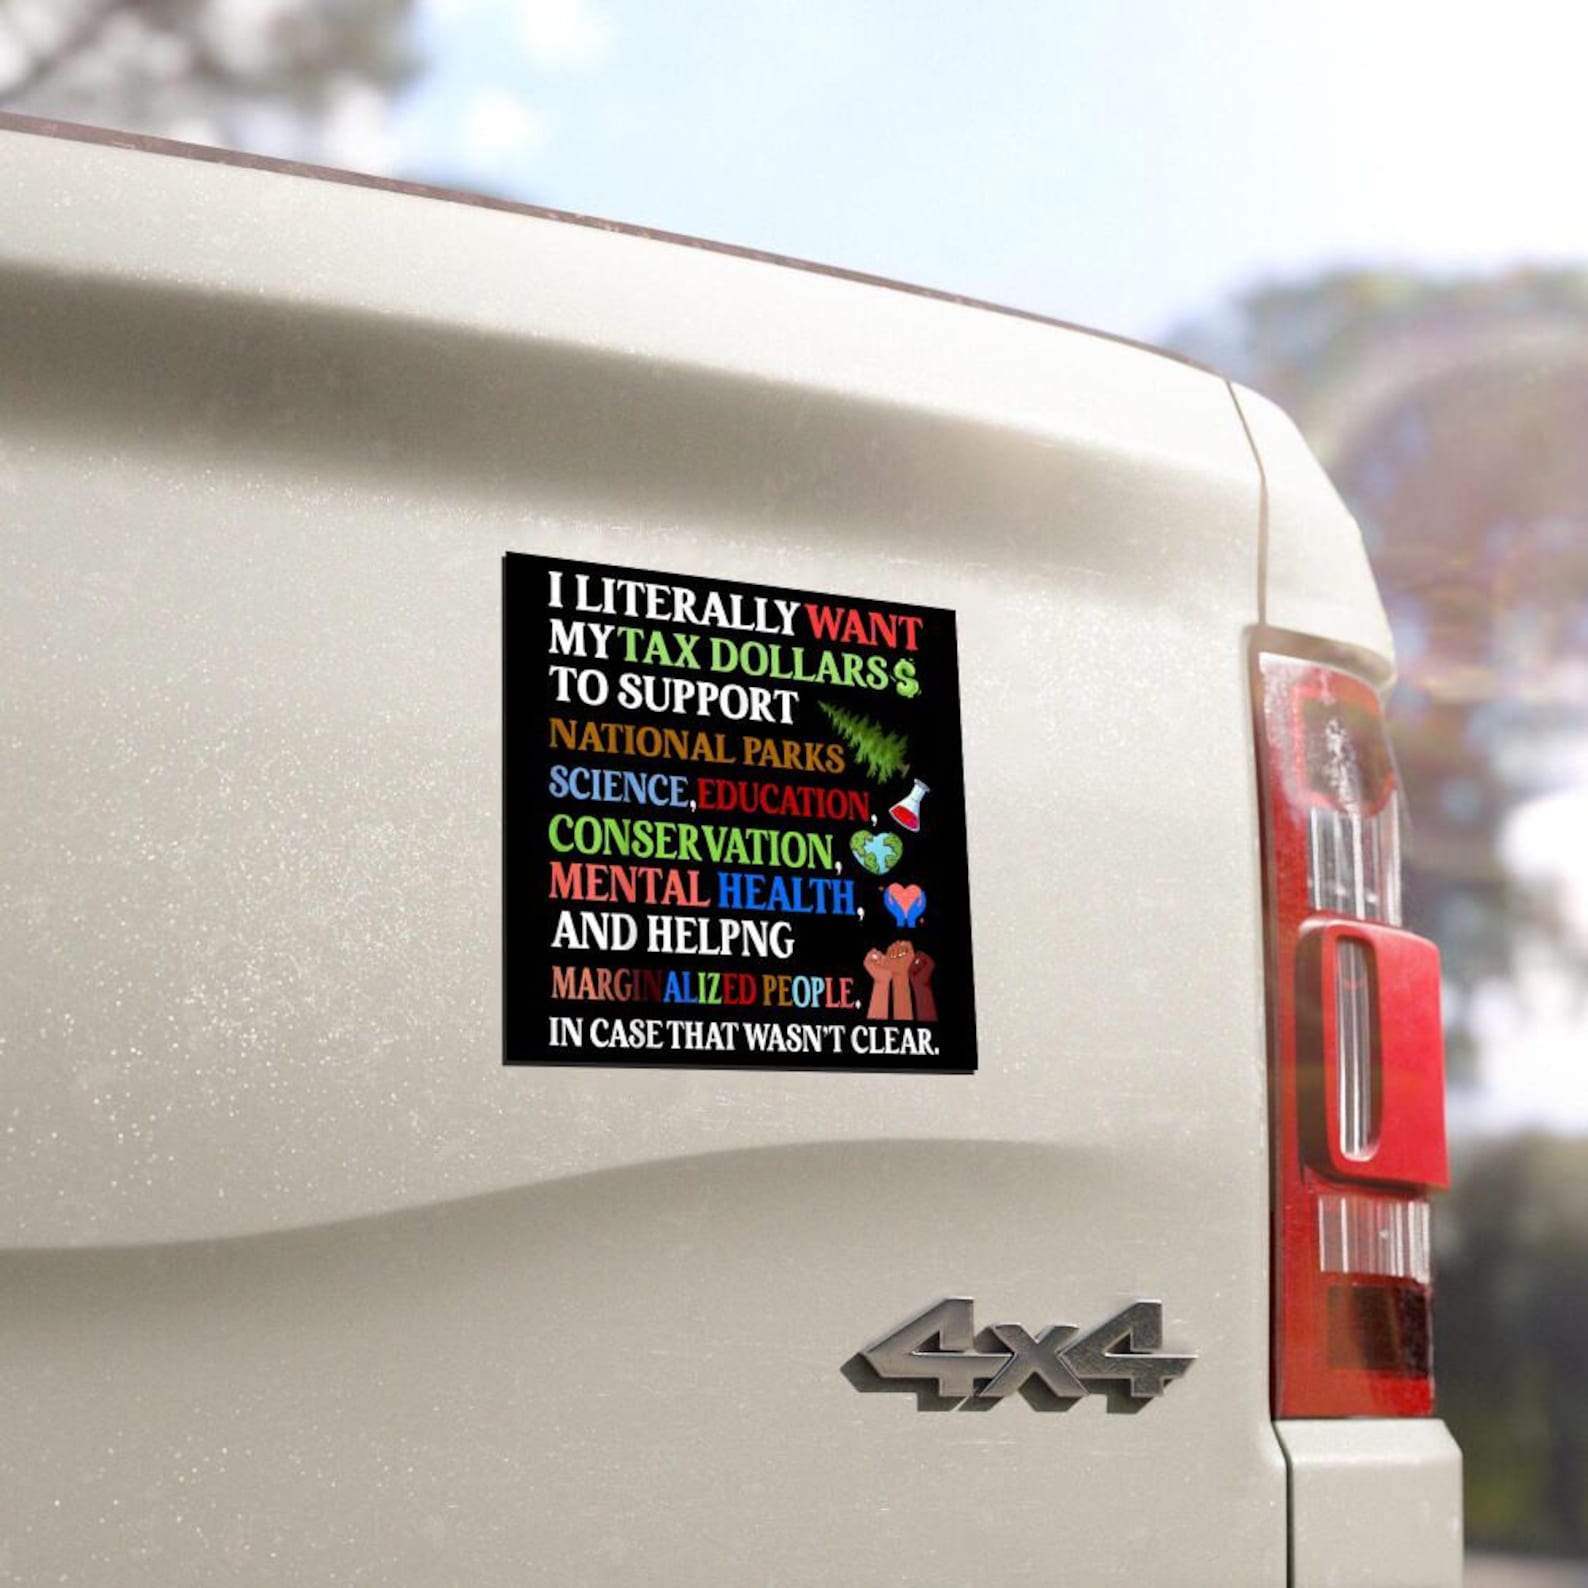 I LITERALLY WANT
MY TAX DOLLARS
TO SUPPORT
NATIONAL PARKS
SCIENCE, EDUCATION,
CONSERVATION,
MENTAL HEALTH,
AND HELPNG
MARGINALIZED PEOPLE.
IN CASE THAT WASN'T CLEAR.
4x4